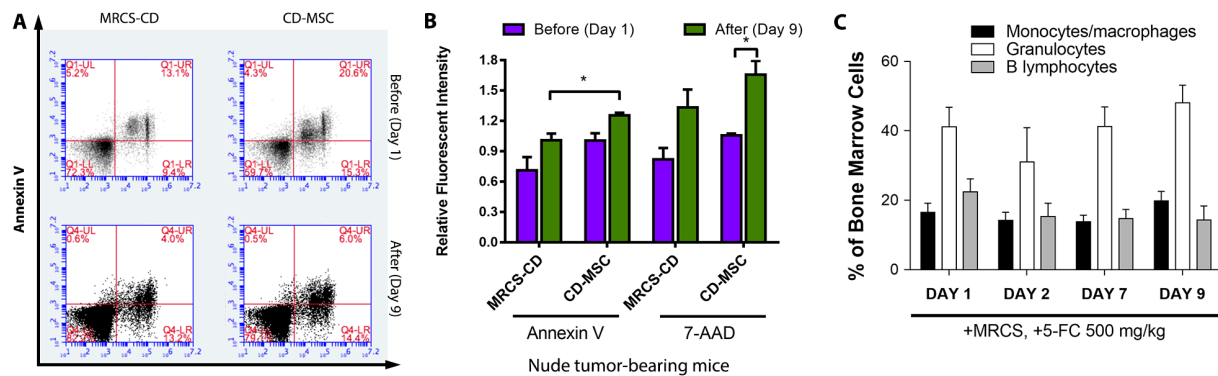 A
MRCS-CD
CD-MSC
Q1-UL
5.2%
Q1-UR
13.1%
Q1-LL
72.3%
Q1-LR
9.4%
Q1-UL
4.3%
Q1-UR
20.6%
Q1-LL
59.7%
Q1-LR
15.3%
Before (Day 1)
Q4-UL
0.6%
Q4-UR
4.0%
Q4-LR
13.2%
Q4-UL
0.5%
Q4-UR
6.0%
Q4-LR
14.4%
After (Day 9)
Annexin V
B
Before (Day 1)
After (Day 9)
Relative Fluorescent Intensity
1.8
1.5
1.2
0.9
0.6
0.3
0.0
*
*
MRCS-CD
CD-MSC
MRCS-CD
CD-MSC
Annexin V
7-AAD
Nude tumor-bearing mice
C
Monocytes/macrophages
Granulocytes
B lymphocytes
% of Bone Marrow Cells
60
40
20
0
DAY 1
DAY 2
DAY 7
DAY 9
+MRCS, +5-FC 500 mg/kg